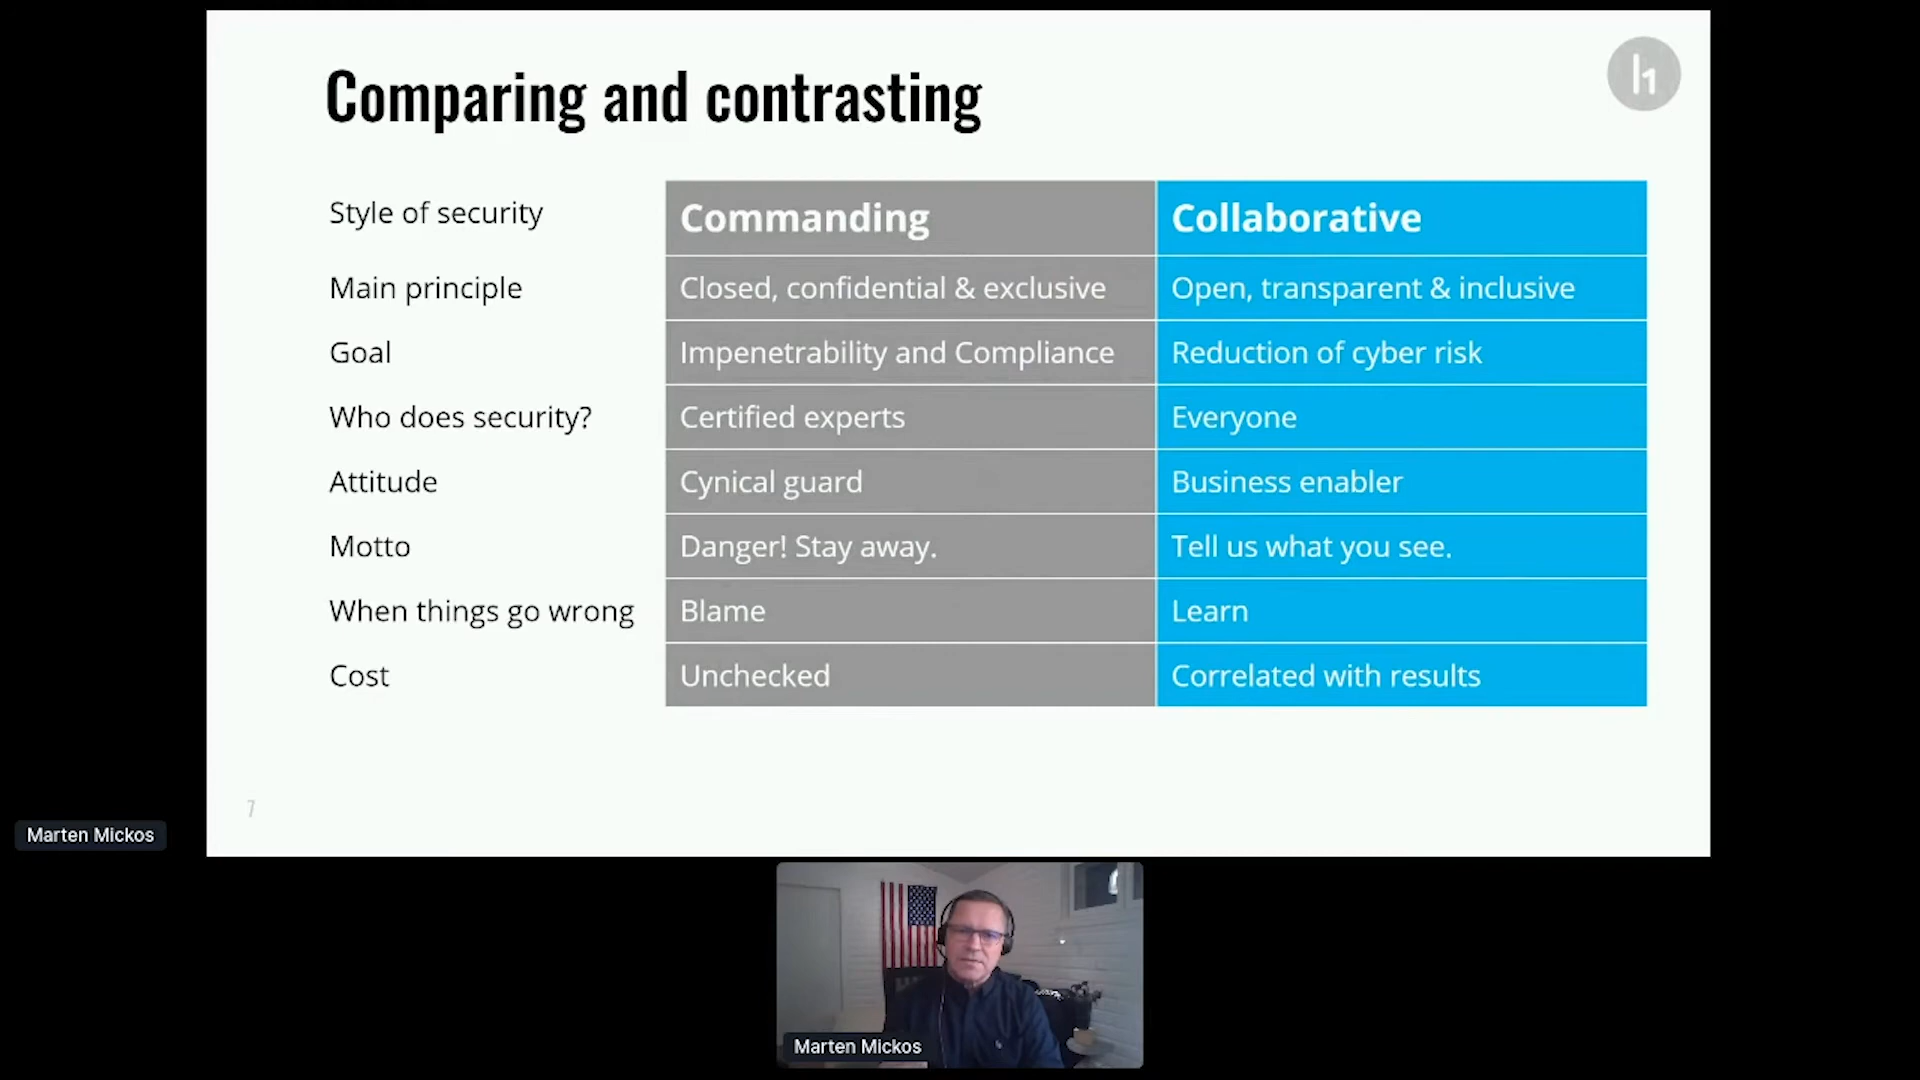 Comparing and contrasting
h1
Style of security Commanding Collaborative
Main principle Closed, confidential & exclusive Open, transparent & inclusive
Goal Impenetrability and Compliance Reduction of cyber risk
Who does security? Certified experts Everyone
Attitude Cynical guard Business enabler
Motto Danger! Stay away. Tell us what you see.
When things go wrong Blame Learn
Cost Unchecked Correlated with results
7
Marten Mickos
Marten Mickos